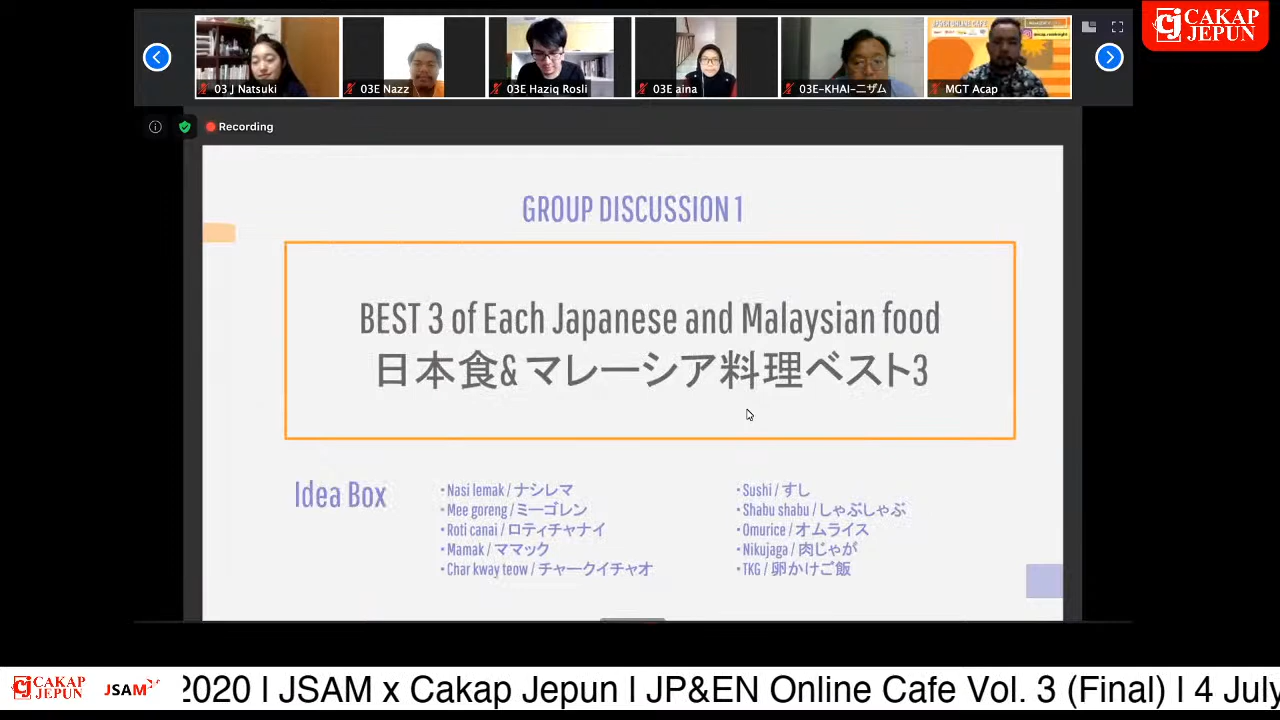 CAKAP
JEPUN
03 J Natsuki
03E Nazz
03E Haziq Rosli
03E aina
03E-KHAI-ニザム
MGT Acap
Recording
GROUP DISCUSSION 1
BEST 3 of Each Japanese and Malaysian food
日本食&マレーシア料理ベスト3
Idea Box
• Nasi lemak / ナシレマ
• Mee goreng / ミーゴレン
• Roti canai / ロティチャナイ
• Mamak / ママック
• Char kway teow / チャークイチャオ
• Sushi / すし
• Shabu shabu / しゃぶしゃぶ
• Omurice / オムライス
• Nikujaga / 肉じゃが
• TKG / 卵かけご飯
CAKAP
JEPUN
JSAM
2020 I JSAM x Cakap Jepun I JP&EN Online Cafe Vol. 3 (Final) I 4 July